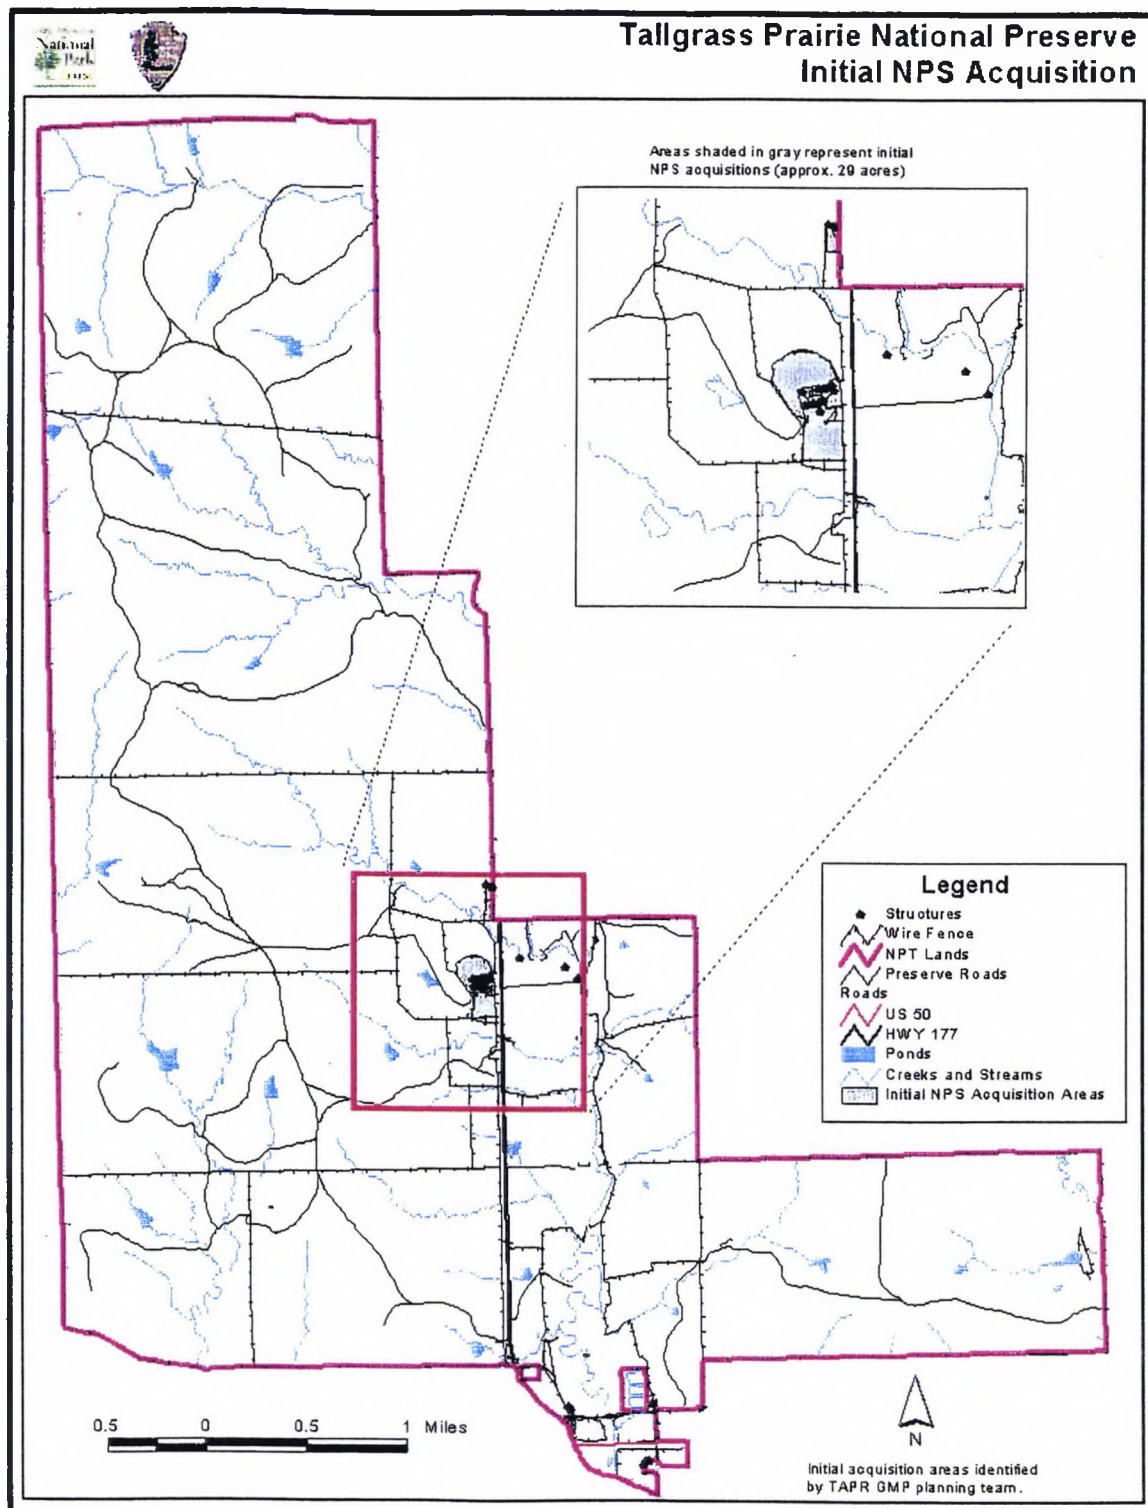 National
Park
Tallgrass Prairie National Preserve
Initial NPS Acquisition
Areas shaded in gray represent initial
NPS acquisitions (approx. 29 acres)
Legend
Structures
Wire Fence
NPT Lands
Preserve Roads
Roads
US 50
HWY 177
Ponds
Creeks and Streams
Initial NPS Acquisition Areas
0.5 0 0.5 1 Miles
N
Initial acquisition areas identified
by TAPR GMP planning team.